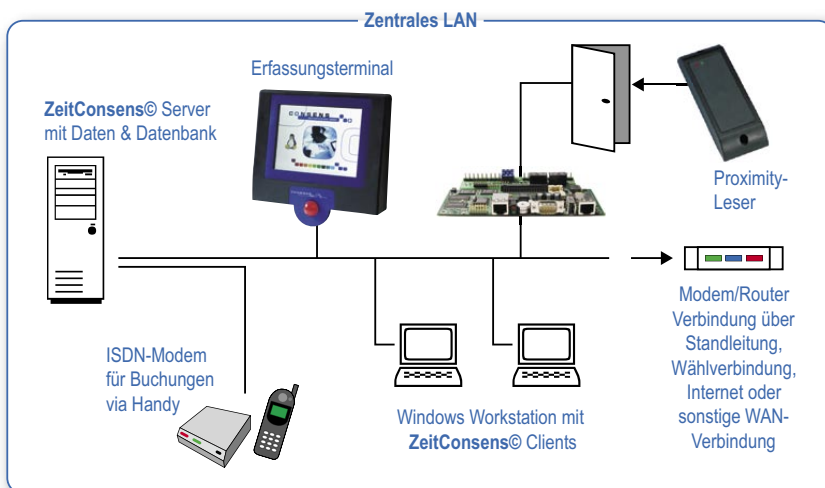 Zentrales LAN
Erfassungsterminal
ZeitConsens© Server
mit Daten & Datenbank
CONSENS
Proximity-
Leser
Modem/Router
Verbindung über
Standleitung,
Wählverbindung,
Internet oder
sonstige WAN-
Verbindung
ISDN-Modem
für Buchungen
via Handy
Windows Workstation mit
ZeitConsens© Clients